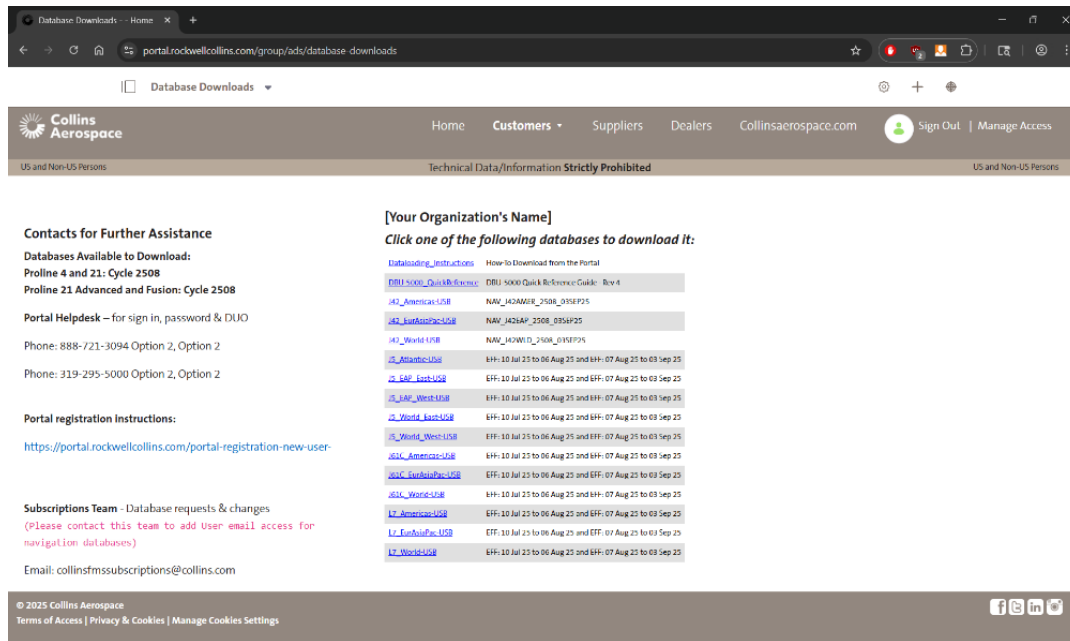 Database Downloads - - Home
portal.rockwellcollins.com/group/ads/database-downloads
2
Database Downloads
Collins
Aerospace
Home
Customers
Suppliers
Dealers
Collinsaerospace.com
Sign Out | Manage Access
US and Non-US Persons
Technical Data/Information Strictly Prohibited
US and Non-US Persons
Contacts for Further Assistance
Databases Available to Download:
Proline 4 and 21: Cycle 2508
Proline 21 Advanced and Fusion: Cycle 2508
Portal Helpdesk – for sign in, password & DUO
Phone: 888-721-3094 Option 2, Option 2
Phone: 319-295-5000 Option 2, Option 2
Portal registration instructions:
https://portal.rockwellcollins.com/portal-registration-new-user-
Subscriptions Team - Database requests & changes
(Please contact this team to add User email access for
navigation databases)
Email: collinsfmssubscriptions@collins.com
[Your Organization's Name]
Click one of the following databases to download it:
Dataloading_Instructions How-To Download from the Portal
DBU-5000_QuickReference DBU-5000 Quick Reference Guide - Rev 4
J42_Americas-USB NAV_J42AMER_2508_03SEP25
J42_EurAsiaPac-USB NAV_J42EAP_2508_03SEP25
J42_World-USB NAV_J42WLD_2508_03SEP25
J5_Atlantic-USB EFF: 10 Jul 25 to 06 Aug 25 and EFF: 07 Aug 25 to 03 Sep 25
J5_EAP_East-USB EFF: 10 Jul 25 to 06 Aug 25 and EFF: 07 Aug 25 to 03 Sep 25
J5_EAP_West-USB EFF: 10 Jul 25 to 06 Aug 25 and EFF: 07 Aug 25 to 03 Sep 25
J5_World_East-USB EFF: 10 Jul 25 to 06 Aug 25 and EFF: 07 Aug 25 to 03 Sep 25
J5_World_West-USB EFF: 10 Jul 25 to 06 Aug 25 and EFF: 07 Aug 25 to 03 Sep 25
J61C_Americas-USB EFF: 10 Jul 25 to 06 Aug 25 and EFF: 07 Aug 25 to 03 Sep 25
J61C_EurAsiaPac-USB EFF: 10 Jul 25 to 06 Aug 25 and EFF: 07 Aug 25 to 03 Sep 25
J61C_World-USB EFF: 10 Jul 25 to 06 Aug 25 and EFF: 07 Aug 25 to 03 Sep 25
L7_Americas-USB EFF: 10 Jul 25 to 06 Aug 25 and EFF: 07 Aug 25 to 03 Sep 25
L7_EurAsiaPac-USB EFF: 10 Jul 25 to 06 Aug 25 and EFF: 07 Aug 25 to 03 Sep 25
L7_World-USB EFF: 10 Jul 25 to 06 Aug 25 and EFF: 07 Aug 25 to 03 Sep 25
© 2025 Collins Aerospace
Terms of Access | Privacy & Cookies | Manage Cookies Settings